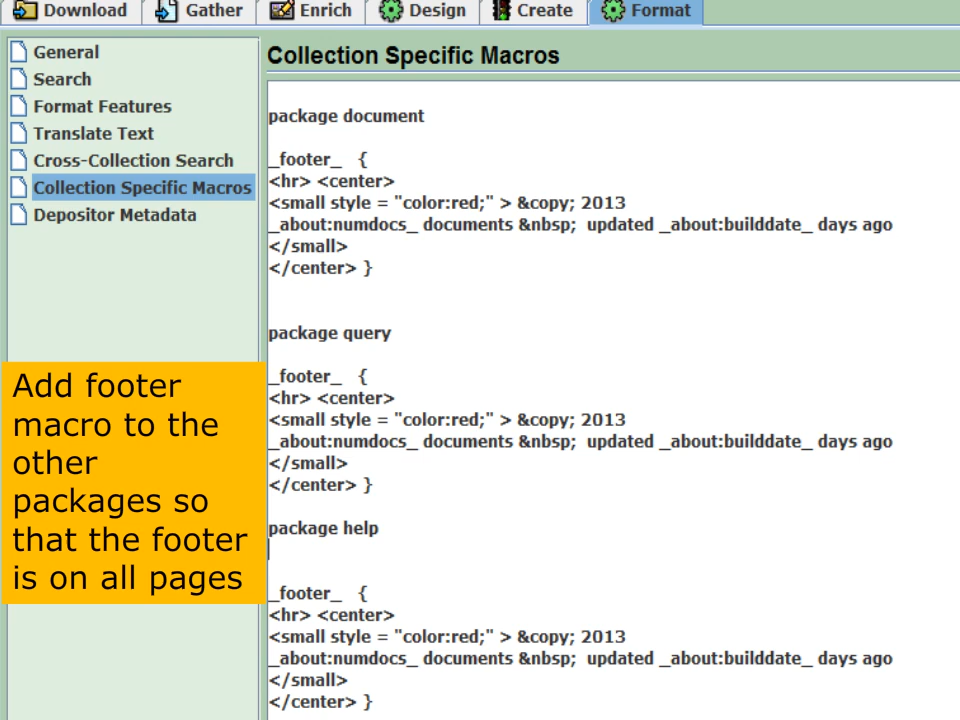 Download Gather Enrich Design Create Format
General
Search
Format Features
Translate Text
Cross-Collection Search
Collection Specific Macros
Depositor Metadata
Add footer
macro to the
other
packages so
that the footer
is on all pages
Collection Specific Macros
package document
_footer_ {
<hr> <center>
<small style = "color:red;" > &copy; 2013
_about:numdocs_ documents &nbsp; updated _about:builddate_ days ago
</small>
</center> }
package query
_footer_ {
<hr> <center>
<small style = "color:red;" > &copy; 2013
_about:numdocs_ documents &nbsp; updated _about:builddate_ days ago
</small>
</center> }
package help
_footer_ {
<hr> <center>
<small style = "color:red;" > &copy; 2013
_about:numdocs_ documents &nbsp; updated _about:builddate_ days ago
</small>
</center> }